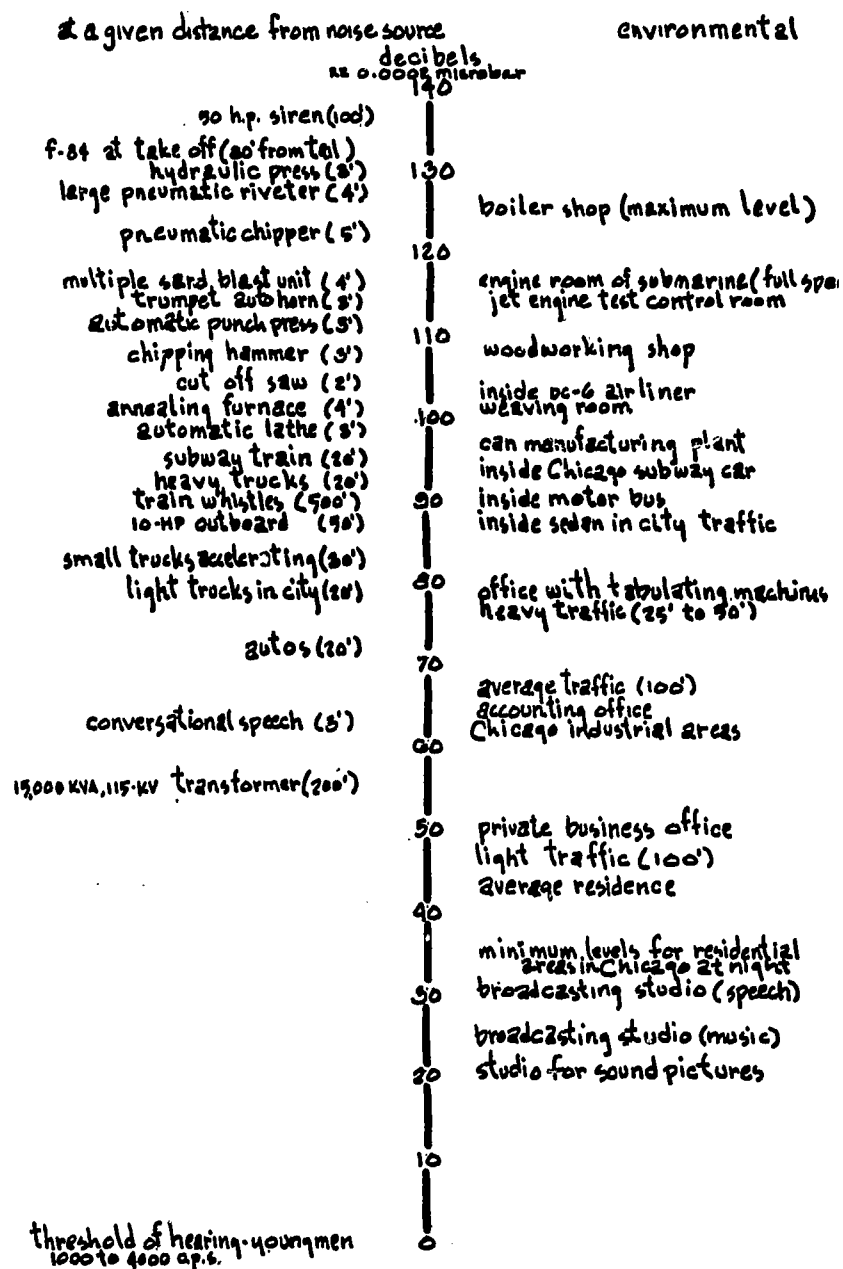 at a given distance from noise source
environmental
decibels
re 0.0002 microbar
140
50 h.p. siren (100')
f-84 at take off (80' from tail)
hydraulic press (3')
130
large pneumatic riveter (4')
boiler shop (maximum level)
pneumatic chipper (5')
120
multiple sand blast unit (4')
engine room of submarine (full
trumpet auto horn (3')
jet engine test control room
automatic punch press (3')
110
chipping hammer (3')
woodworking shop
cut off saw (2')
inside DC-6 airliner
annealing furnace (4')
weaving room
100
automatic lathe (3')
can manufacturing plant
subway train (20')
inside Chicago subway car
heavy trucks (20')
train whistles (500')
90
inside motor bus
10-HP outboard (50')
inside sedan in city traffic
small trucks accelerating (30')
light trucks in city (20')
80
office with tabulating machines
heavy traffic (25' to 50')
autos (20')
70
average traffic (100')
accounting office
conversational speech (3')
Chicago industrial areas
60
15,000 KVA, 115-KV transformer (200')
50
private business office
light traffic (100')
average residence
40
minimum levels for residential
areas in Chicago at night
30
broadcasting studio (speech)
broadcasting studio (music)
20
studio for sound pictures
10
threshold of hearing - young men
0
1000 to 4000